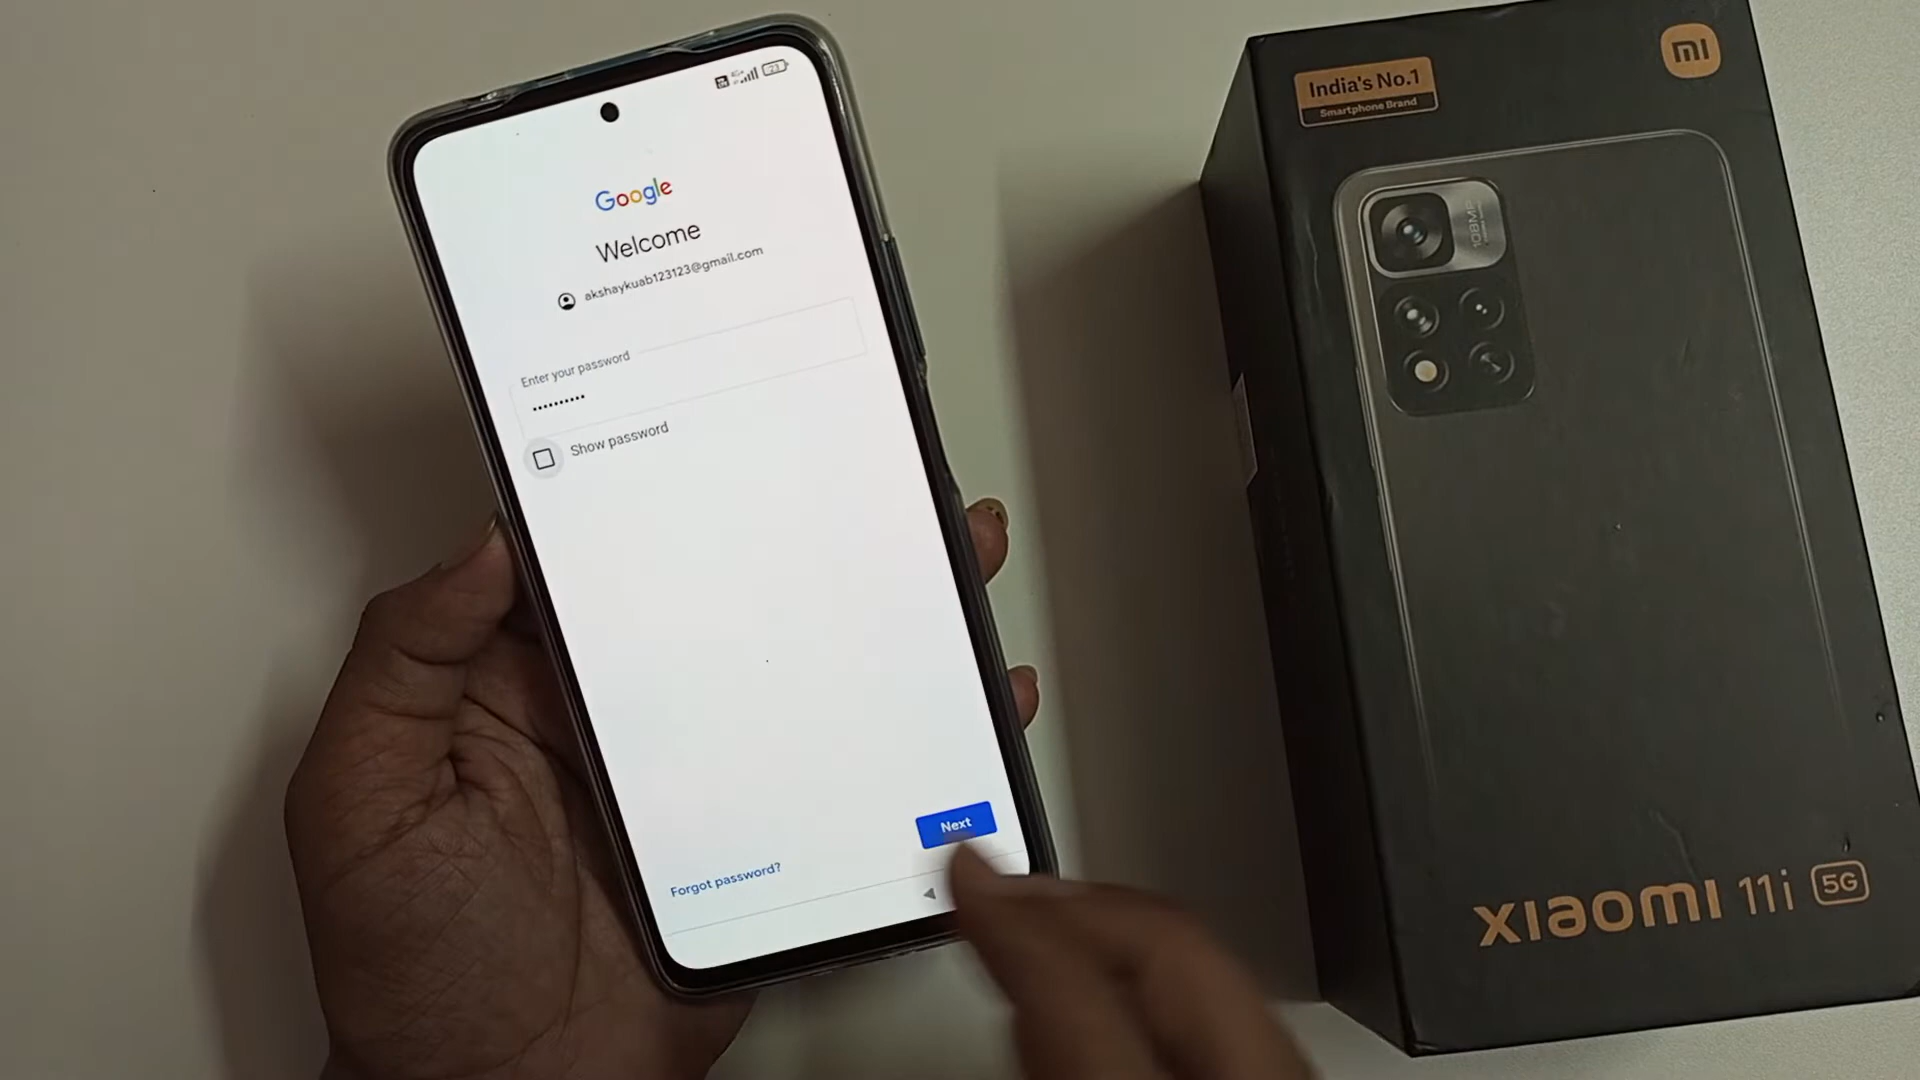 23
Google
Welcome
akshaykuab123123@gmail.com
Enter your password
••••••••••
Show password
Next
Forgot password?
India's No.1
Smartphone Brand
mi
108MP
xiaomi 11i 5G